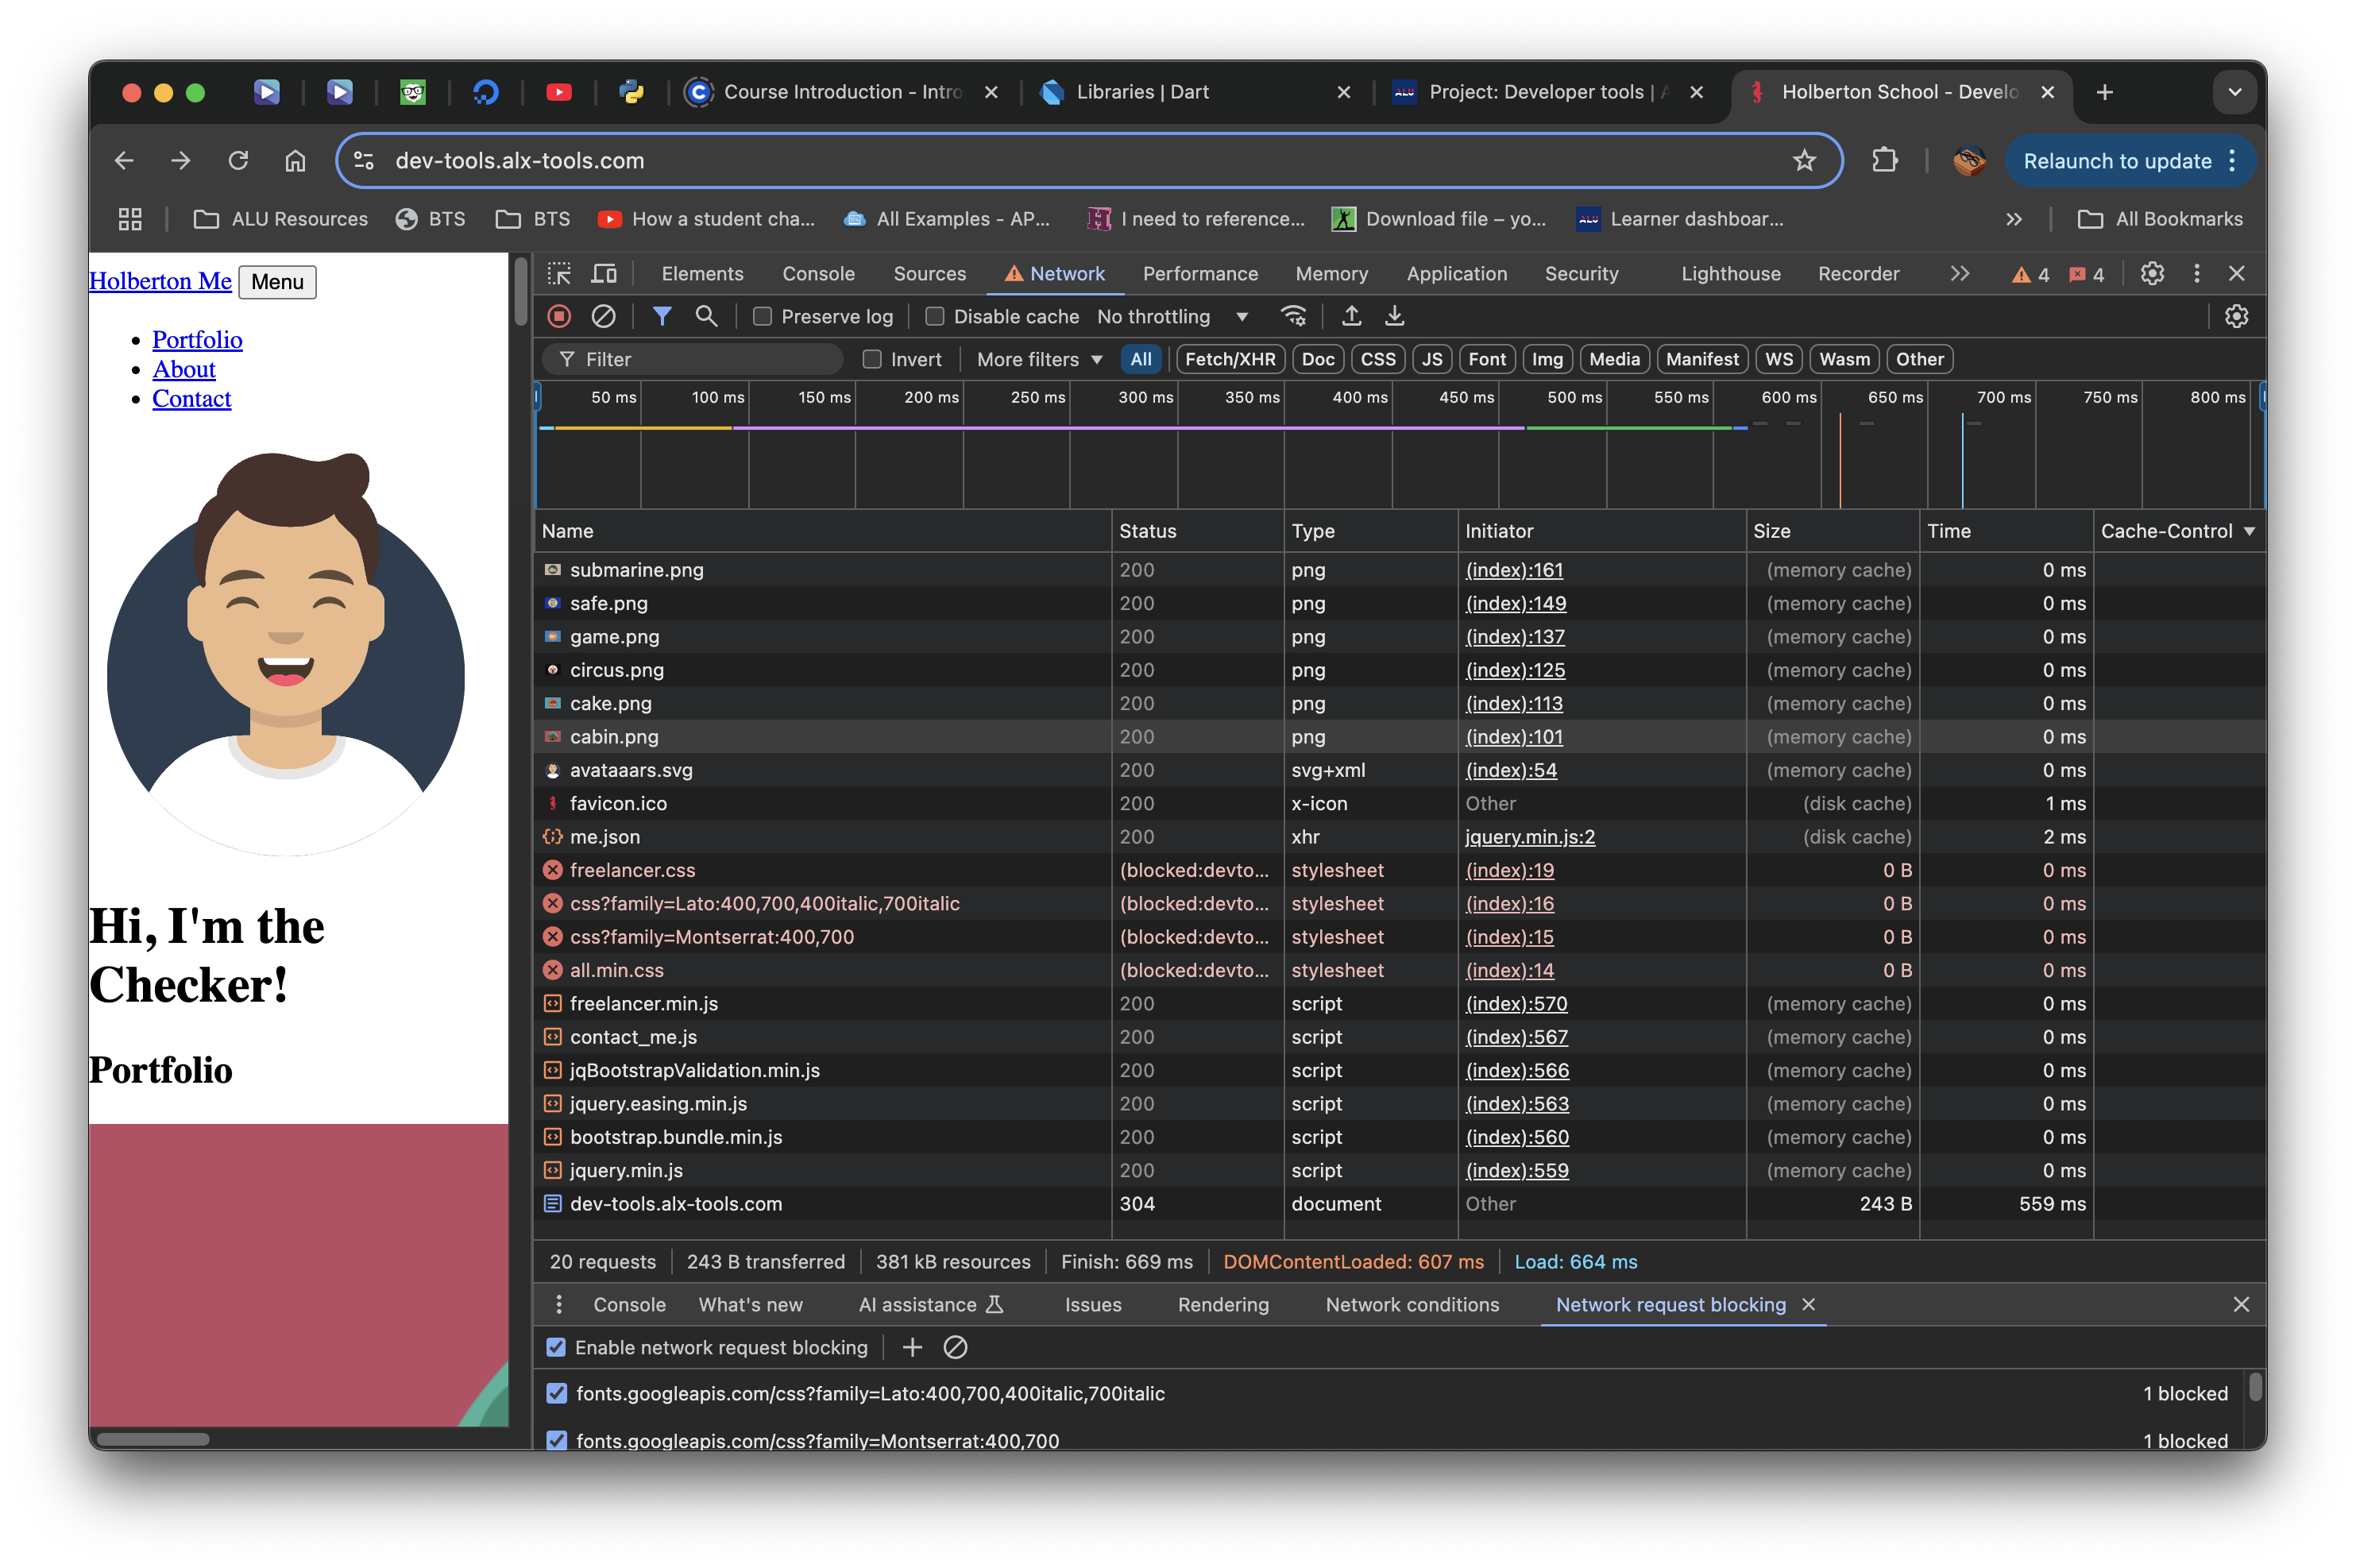 Course Introduction - Intro
Libraries | Dart
Project: Developer tools | A
Holberton School - Develo
dev-tools.alx-tools.com
Relaunch to update
ALU Resources
BTS
BTS
How a student cha...
All Examples - AP...
I need to reference...
Download file – yo...
Learner dashboar...
All Bookmarks
Holberton Me Menu
Portfolio
About
Contact
Hi, I'm the
Checker!
Portfolio
Elements Console Sources Network Performance Memory Application Security Lighthouse Recorder 4 4
Preserve log Disable cache No throttling
Filter Invert More filters All Fetch/XHR Doc CSS JS Font Img Media Manifest WS Wasm Other
50 ms 100 ms 150 ms 200 ms 250 ms 300 ms 350 ms 400 ms 450 ms 500 ms 550 ms 600 ms 650 ms 700 ms 750 ms 800 ms
Name Status Type Initiator Size Time Cache-Control
submarine.png 200 png (index):161 (memory cache) 0 ms
safe.png 200 png (index):149 (memory cache) 0 ms
game.png 200 png (index):137 (memory cache) 0 ms
circus.png 200 png (index):125 (memory cache) 0 ms
cake.png 200 png (index):113 (memory cache) 0 ms
cabin.png 200 png (index):101 (memory cache) 0 ms
avataaars.svg 200 svg+xml (index):54 (memory cache) 0 ms
favicon.ico 200 x-icon Other (disk cache) 1 ms
me.json 200 xhr jquery.min.js:2 (disk cache) 2 ms
freelancer.css (blocked:devto... stylesheet (index):19 0 B 0 ms
css?family=Lato:400,700,400italic,700italic (blocked:devto... stylesheet (index):16 0 B 0 ms
css?family=Montserrat:400,700 (blocked:devto... stylesheet (index):15 0 B 0 ms
all.min.css (blocked:devto... stylesheet (index):14 0 B 0 ms
freelancer.min.js 200 script (index):570 (memory cache) 0 ms
contact_me.js 200 script (index):567 (memory cache) 0 ms
jqBootstrapValidation.min.js 200 script (index):566 (memory cache) 0 ms
jquery.easing.min.js 200 script (index):563 (memory cache) 0 ms
bootstrap.bundle.min.js 200 script (index):560 (memory cache) 0 ms
jquery.min.js 200 script (index):559 (memory cache) 0 ms
dev-tools.alx-tools.com 304 document Other 243 B 559 ms
20 requests 243 B transferred 381 kB resources Finish: 669 ms DOMContentLoaded: 607 ms Load: 664 ms
Console What's new AI assistance Issues Rendering Network conditions Network request blocking
Enable network request blocking
fonts.googleapis.com/css?family=Lato:400,700,400italic,700italic 1 blocked
fonts.googleapis.com/css?family=Montserrat:400,700 1 blocked